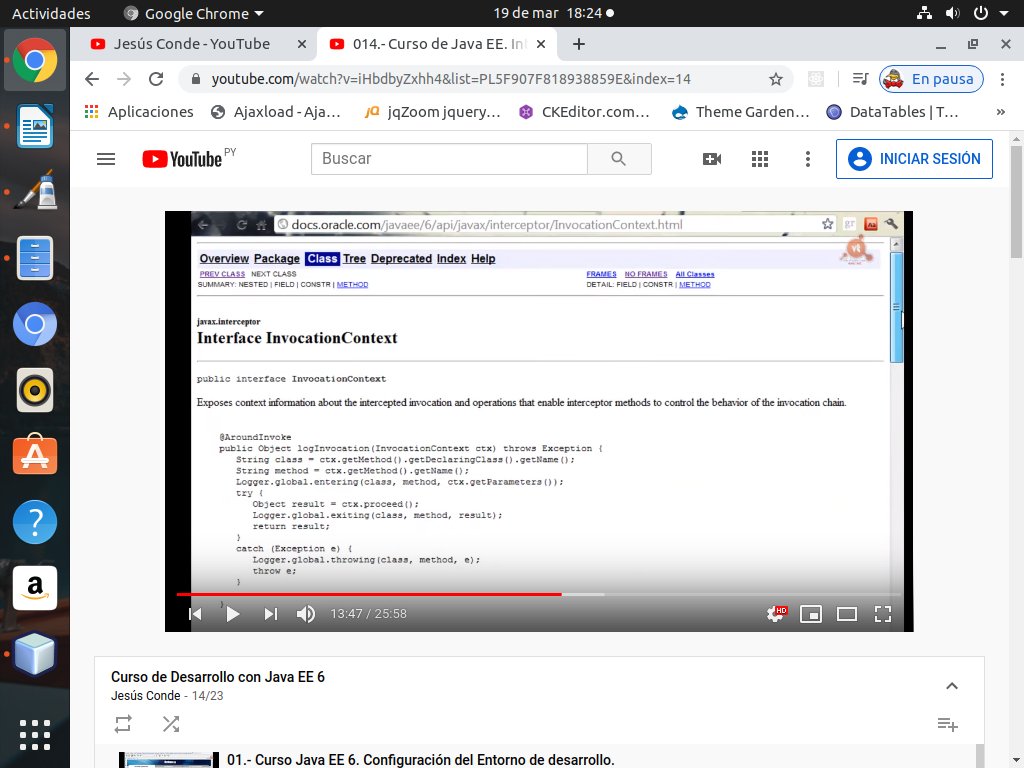 Actividades
Google Chrome
19 de mar 18:24
Jesús Conde - YouTube
014.- Curso de Java EE. Int
youtube.com/watch?v=iHbdbyZxhh4&list=PL5F907F818938859E&index=14
En pausa
Aplicaciones
Ajaxload - Aja...
jQ jqZoom jquery...
CKEditor.com...
Theme Garden...
DataTables | T...
»
YouTube PY
Buscar
INICIAR SESIÓN
docs.oracle.com/javaee/6/api/javax/interceptor/InvocationContext.html
gr
Overview Package Class Tree Deprecated Index Help
PREV CLASS NEXT CLASS
FRAMES NO FRAMES All Classes
SUMMARY: NESTED | FIELD | CONSTR | METHOD
DETAIL: FIELD | CONSTR | METHOD
javax.interceptor
Interface InvocationContext
public interface InvocationContext
Exposes context information about the intercepted invocation and operations that enable interceptor methods to control the behavior of the invocation chain.
@AroundInvoke
public Object logInvocation(InvocationContext ctx) throws Exception {
String class = ctx.getMethod().getDeclaringClass().getName();
String method = ctx.getMethod().getName();
Logger.global.entering(class, method, ctx.getParameters());
try {
Object result = ctx.proceed();
Logger.global.exiting(class, method, result);
return result;
}
catch (Exception e) {
Logger.global.throwing(class, method, e);
throw e;
}
}
13:47 / 25:58
HD
Curso de Desarrollo con Java EE 6
Jesús Conde - 14/23
01.- Curso Java EE 6. Configuración del Entorno de desarrollo.